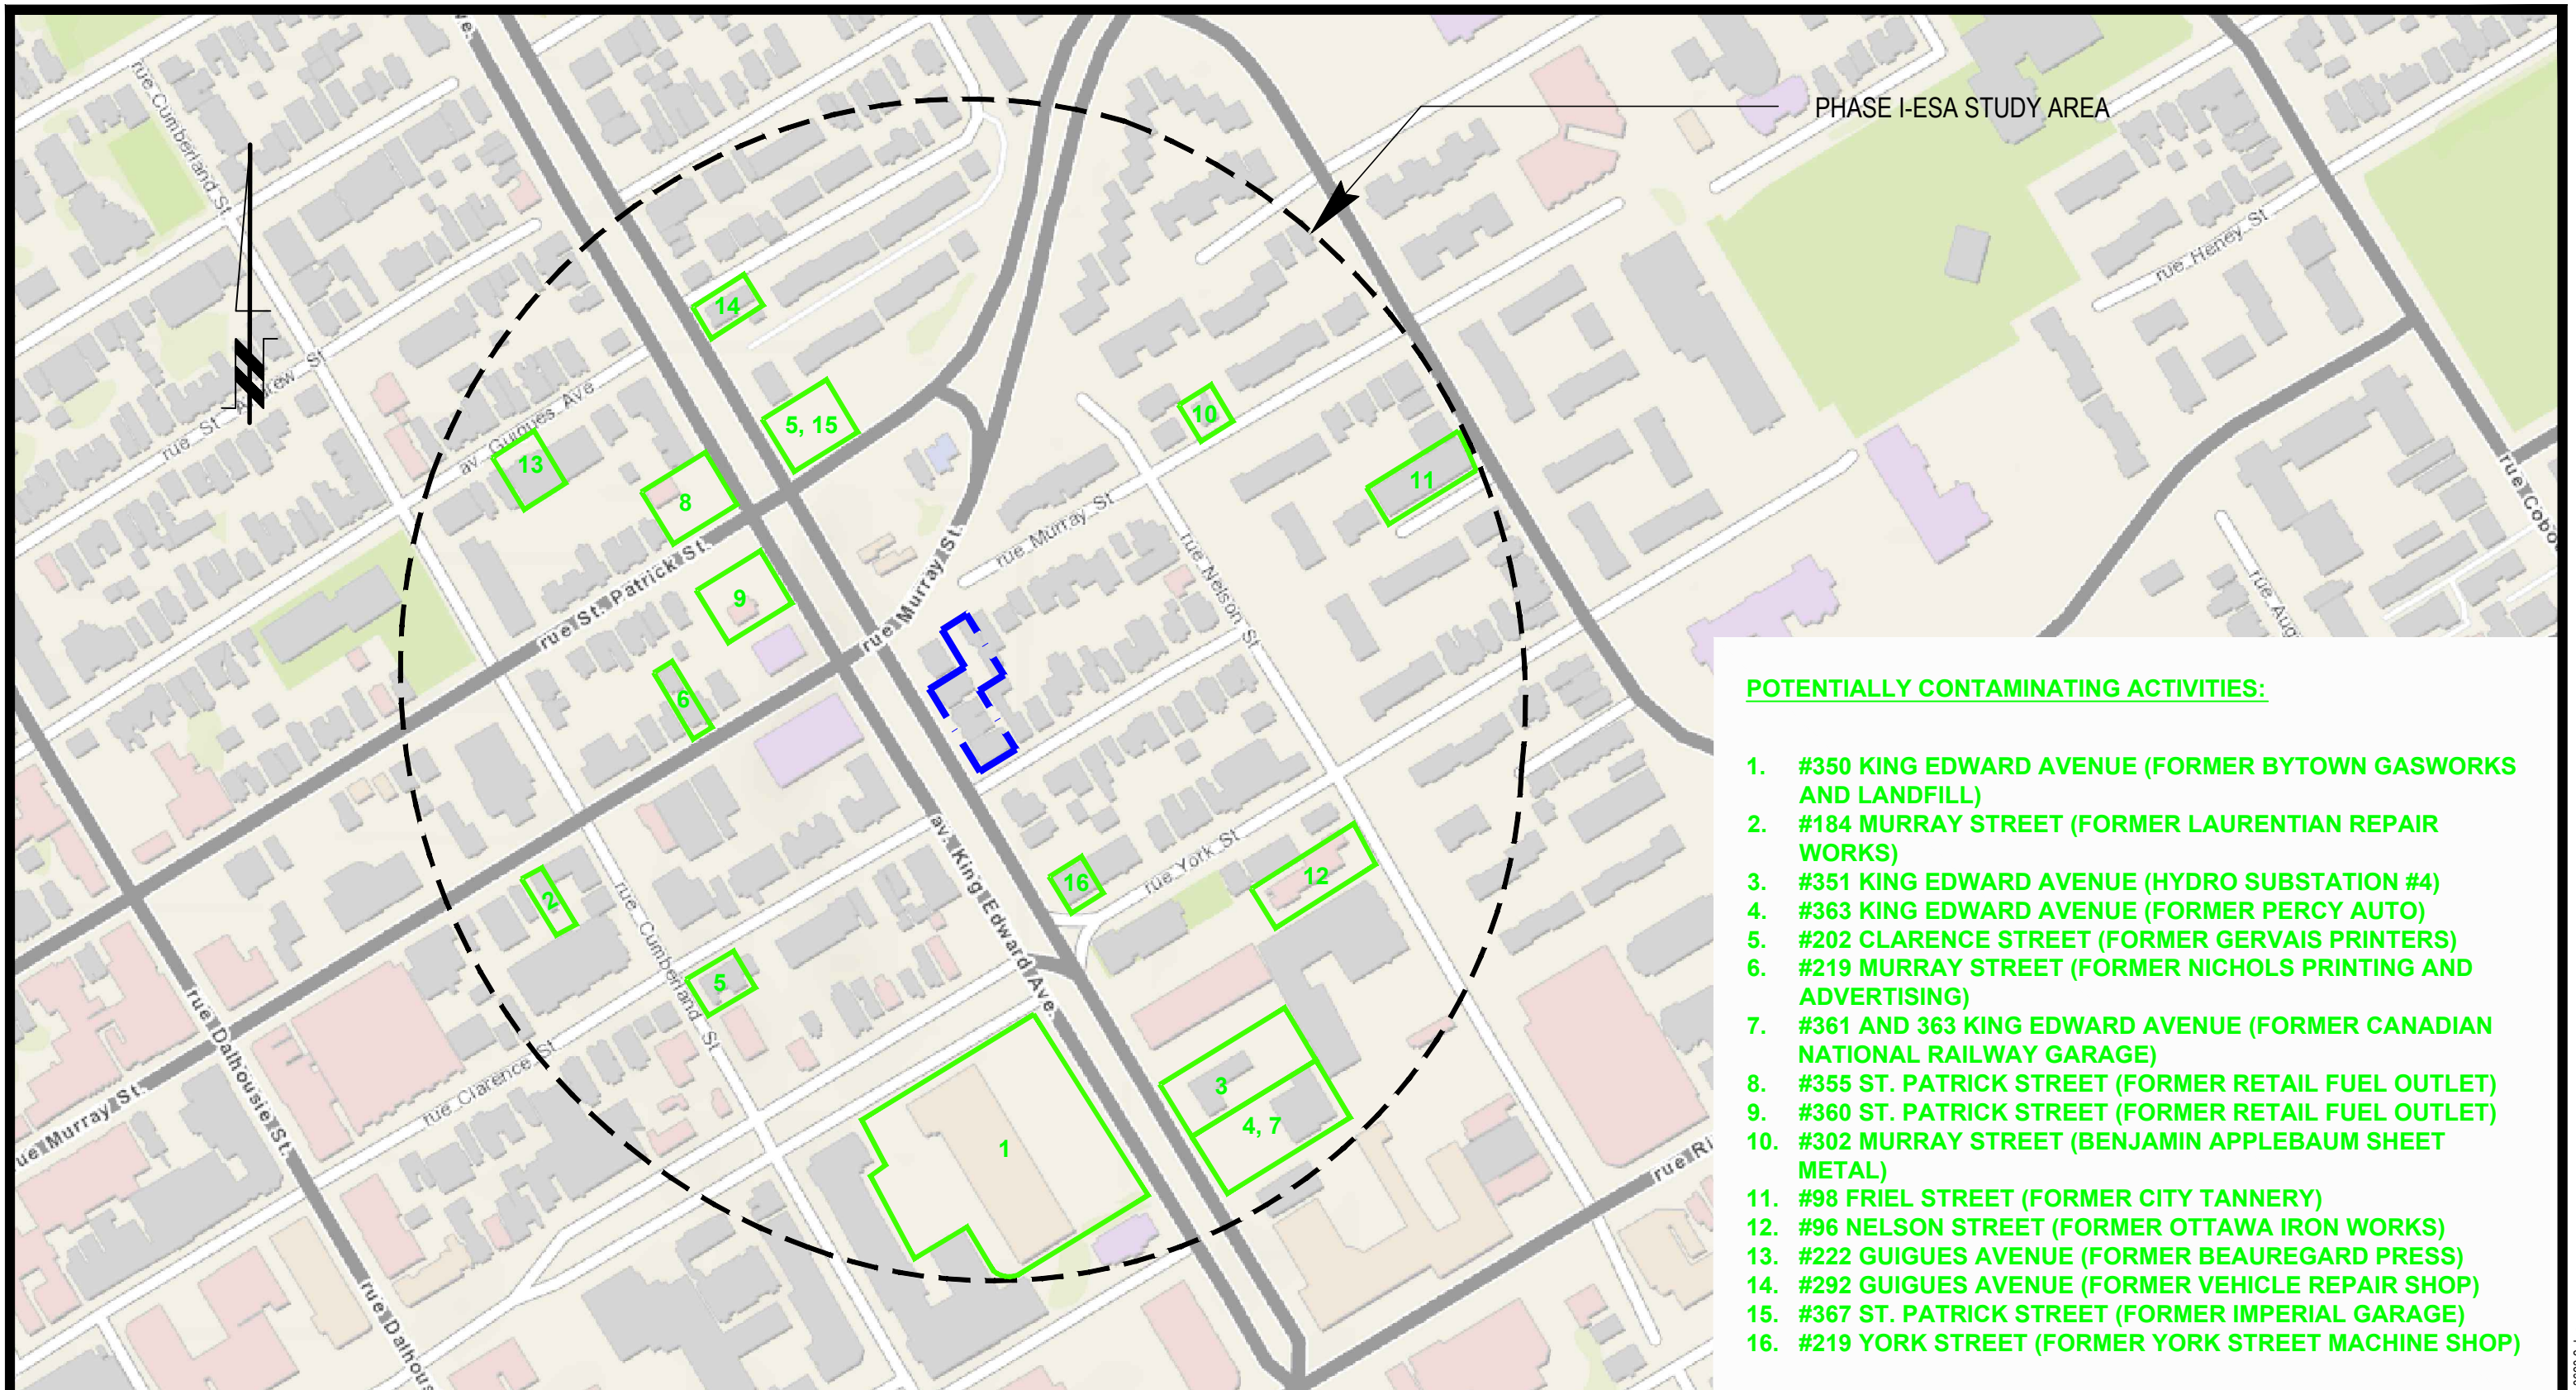 PHASE I-ESA STUDY AREA
rue Cumberland St
rue St Andrew St
av. Guigues Ave
14
5, 15
13
8
10
11
rue Heney St
rue St. Patrick St.
9
6
rue Murray St.
rue Murray St
rue Nelson St
16
12
rue York St
2
5
rue Cumberland St
av. King Edward Ave.
rue Clarence St
rue Dalhousie St.
1
3
4, 7
POTENTIALLY CONTAMINATING ACTIVITIES:
1. #350 KING EDWARD AVENUE (FORMER BYTOWN GASWORKS
AND LANDFILL)
2. #184 MURRAY STREET (FORMER LAURENTIAN REPAIR
WORKS)
3. #351 KING EDWARD AVENUE (HYDRO SUBSTATION #4)
4. #363 KING EDWARD AVENUE (FORMER PERCY AUTO)
5. #202 CLARENCE STREET (FORMER GERVAIS PRINTERS)
6. #219 MURRAY STREET (FORMER NICHOLS PRINTING AND
ADVERTISING)
7. #361 AND 363 KING EDWARD AVENUE (FORMER CANADIAN
NATIONAL RAILWAY GARAGE)
8. #355 ST. PATRICK STREET (FORMER RETAIL FUEL OUTLET)
9. #360 ST. PATRICK STREET (FORMER RETAIL FUEL OUTLET)
10. #302 MURRAY STREET (BENJAMIN APPLEBAUM SHEET
METAL)
11. #98 FRIEL STREET (FORMER CITY TANNERY)
12. #96 NELSON STREET (FORMER OTTAWA IRON WORKS)
13. #222 GUIGUES AVENUE (FORMER BEAUREGARD PRESS)
14. #292 GUIGUES AVENUE (FORMER VEHICLE REPAIR SHOP)
15. #367 ST. PATRICK STREET (FORMER IMPERIAL GARAGE)
16. #219 YORK STREET (FORMER YORK STREET MACHINE SHOP)